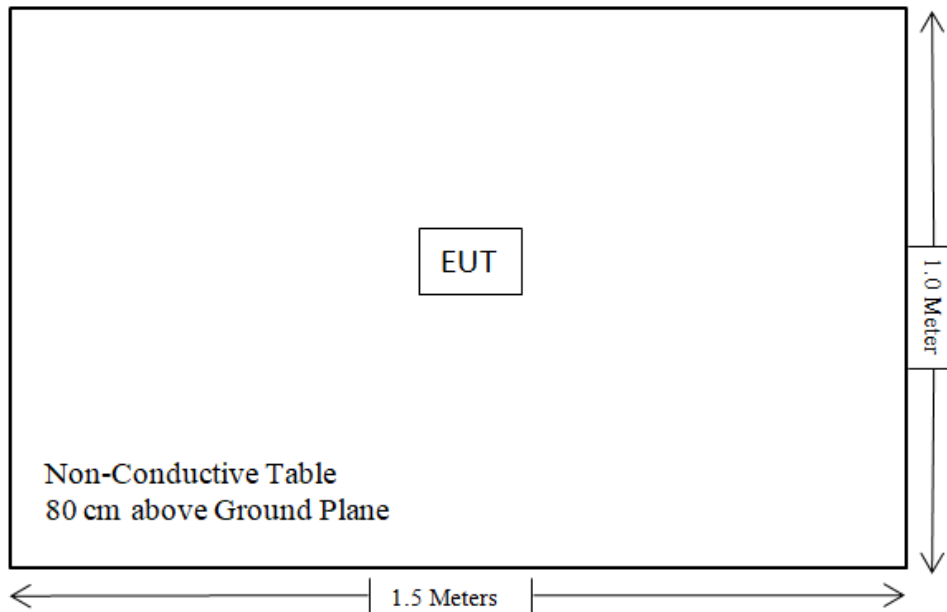 EUT
1.0 Meter
Non-Conductive Table
80 cm above Ground Plane
1.5 Meters